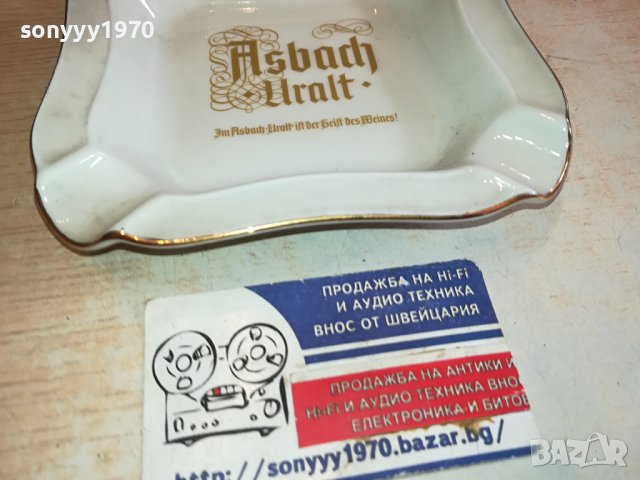 sonyyy1970
Asbach
· Uralt ·
Im Asbach-Uralt ist der Geist des Weines!
ПРОДАЖБА НА Hi-Fi
И АУДИО ТЕХНИКА
ВНОС ОТ ШВЕЙЦАРИЯ
ПРОДАЖБА НА АНТИКИ И
Hi-Fi И АУДИО ТЕХНИКА ВНО
ЕЛЕКТРОНИКА И БИТОВ
http://sonyyy1970.bazar.bg/
bazar.bg